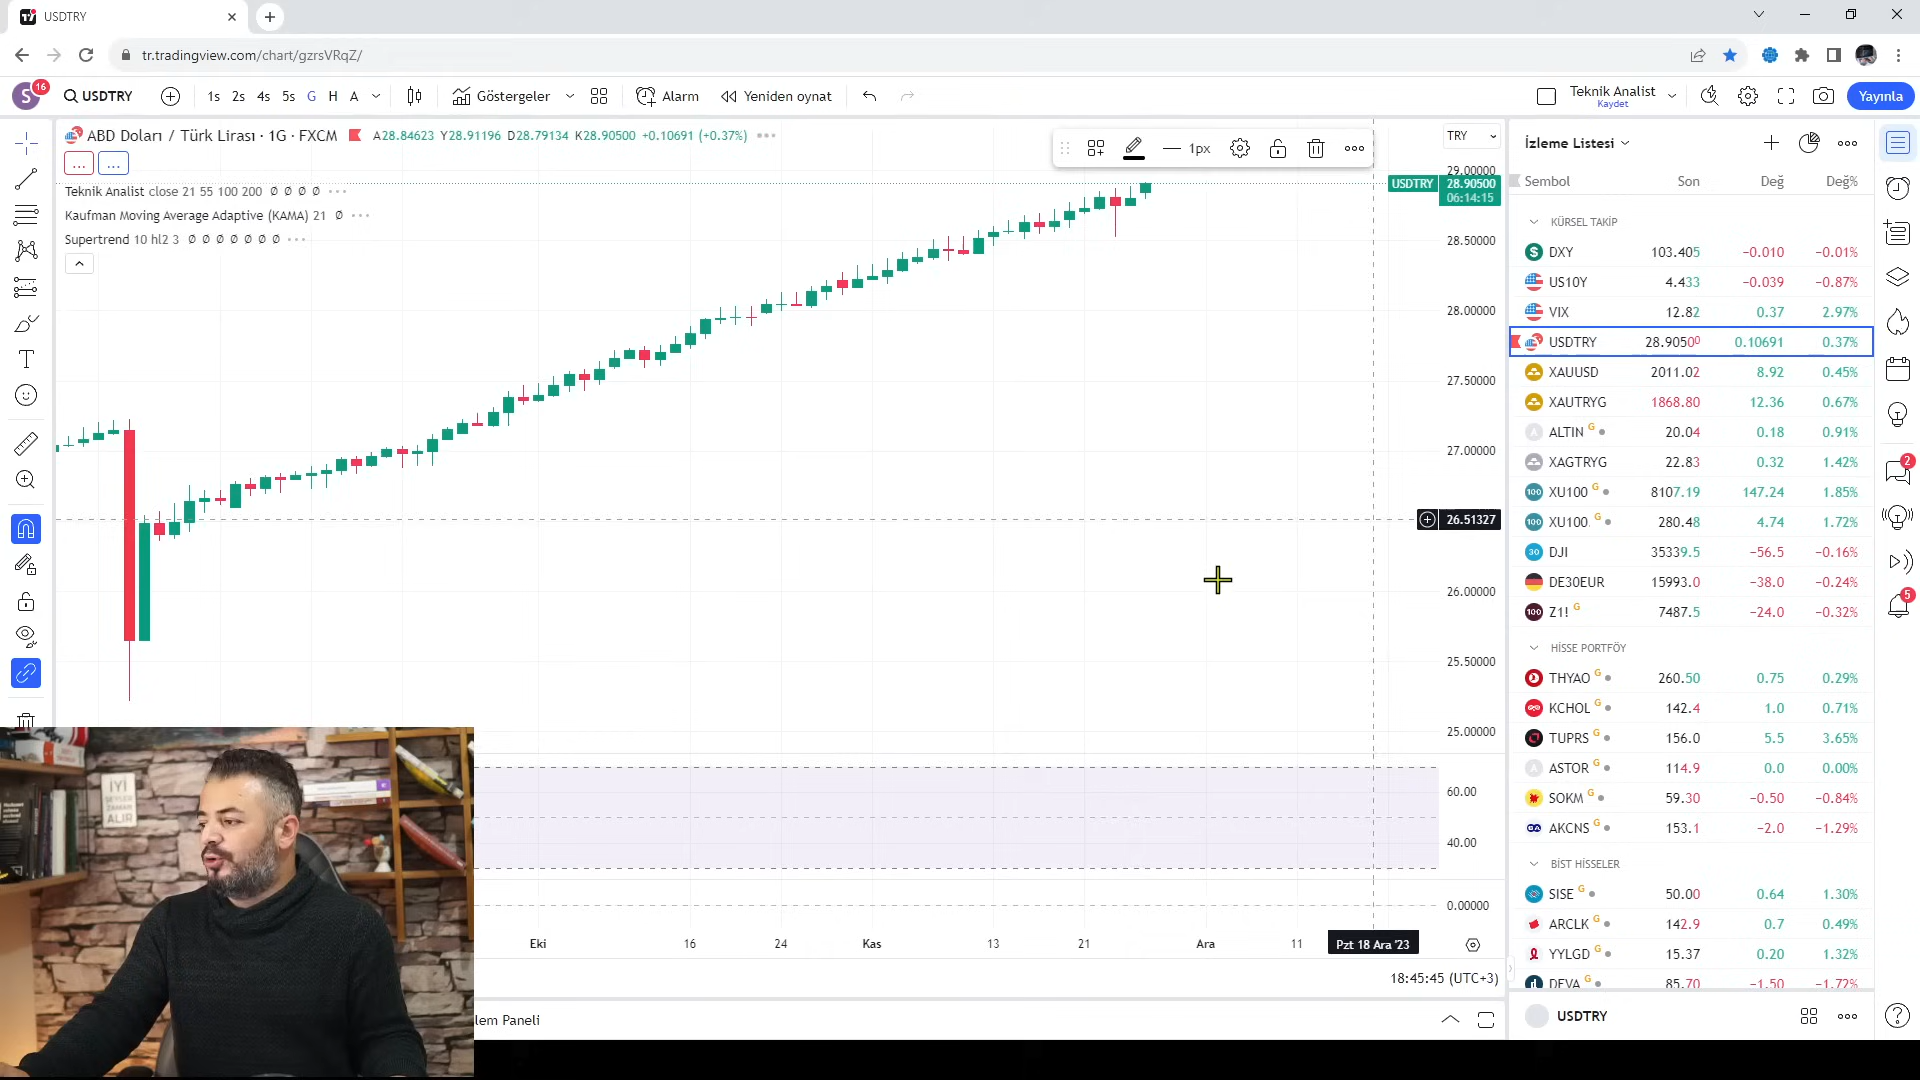 USDTRY
tr.tradingview.com/chart/gzrsVRqZ/
S 16 USDTRY 1s 2s 4s 5s G H A Göstergeler Alarm Yeniden oynat Teknik Analist Kaydet Yayınla
ABD Doları / Türk Lirası · 1G · FXCM A28.84623 Y28.91196 D28.79134 K28.90500 +0.10691 (+0.37%)
Teknik Analist close 21 55 100 200 Ø Ø Ø Ø
Kaufman Moving Average Adaptive (KAMA) 21 Ø
Supertrend 10 hl2 3 Ø Ø Ø Ø Ø Ø Ø
1px
TRY
29.00000
USDTRY 28.90500
06:14:15
28.50000
28.00000
27.50000
27.00000
26.51327
26.00000
25.50000
25.00000
60.00
40.00
0.00000
Eki 16 24 Kas 13 21 Ara 11 Pzt 18 Ara '23
18:45:45 (UTC+3)
lem Paneli
İzleme Listesi
Sembol Son Değ Değ%
KÜRSEL TAKİP
DXY 103.405 −0.010 −0.01%
US10Y 4.433 −0.039 −0.87%
VIX 12.82 0.37 2.97%
USDTRY 28.90500 0.10691 0.37%
XAUUSD 2011.02 8.92 0.45%
XAUTRYG 1868.80 12.36 0.67%
ALTIN G 20.04 0.18 0.91%
XAGTRYG 22.83 0.32 1.42%
XU100 G 8107.19 147.24 1.85%
XU100. G 280.48 4.74 1.72%
DJI 35339.5 −56.5 −0.16%
DE30EUR 15993.0 −38.0 −0.24%
Z1! G 7487.5 −24.0 −0.32%
HİSSE PORTFÖY
THYAO G 260.50 0.75 0.29%
KCHOL G 142.4 1.0 0.71%
TUPRS G 156.0 5.5 3.65%
ASTOR G 114.9 0.0 0.00%
SOKM G 59.30 −0.50 −0.84%
AKCNS G 153.1 −2.0 −1.29%
BİST HİSSELER
SISE G 50.00 0.64 1.30%
ARCLK G 142.9 0.7 0.49%
YYLGD G 15.37 0.20 1.32%
DEVA G 85.70 −1.50 −1.72%
USDTRY
2
5
İYİ
ŞEYLER
ZAMAN
ALIR